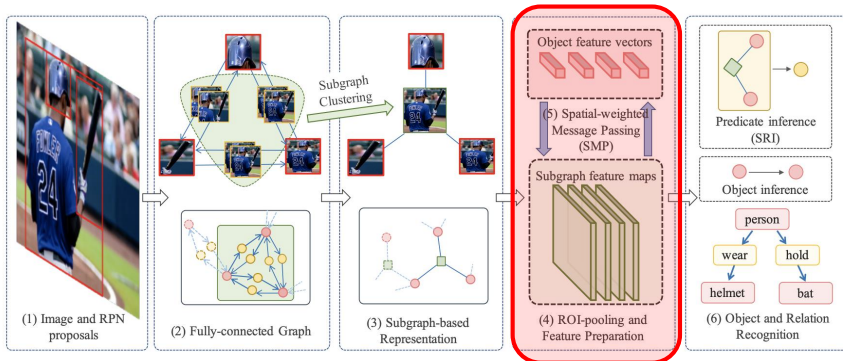 FOWLER
24
(1) Image and RPN
proposals
24
(2) Fully-connected Graph
Subgraph
Clustering
24
(3) Subgraph-based
Representation
Object feature vectors
(5) Spatial-weighted
Message Passing
(SMP)
Subgraph feature maps
(4) ROI-pooling and
Feature Preparation
Predicate inference
(SRI)
Object inference
person
wear
hold
helmet
bat
(6) Object and Relation
Recognition